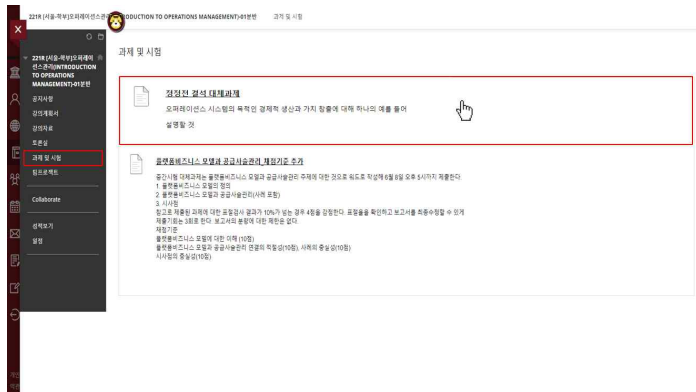 221R [서울-학부]오퍼레이션스관리(INTRODUCTION TO OPERATIONS MANAGEMENT)-01분반 과제 및 시험
221R [서울-학부]오퍼레이
션스관리(INTRODUCTION
TO OPERATIONS
MANAGEMENT)-01분반
공지사항
강의계획서
강의자료
토론실
과제 및 시험
팀프로젝트
Collaborate
성적보기
설정
과제 및 시험
정정전 결석 대체과제
오퍼레이션스 시스템의 목적인 경제적 생산과 가치 창출에 대해 하나의 예를 들어
설명할 것
플랫폼비즈니스 모델과 공급사슬관리_채점기준 추가
중간시험 대체과제는 플랫폼비즈니스 모델과 공급사슬관리 주제에 대한 것으로 워드로 작성해 6월 8일 오후 5시까지 제출한다.
1. 플랫폼비즈니스 모델의 정의
2. 플랫폼비즈니스 모델과 공급사슬관리(사례 포함)
3. 시사점
참고로 제출된 과제에 대한 표절검사 결과가 10%가 넘는 경우 4점을 감점한다. 표절율을 확인하고 보고서를 최종수정할 수 있게
제출기회는 3회로 한다. 보고서의 분량에 대한 제한은 없다.
채점기준
플랫폼비즈니스 모델에 대한 이해 (10점)
플랫폼비즈니스 모델과 공급사슬관리 연결의 적절성(10점), 사례의 충실성(10점)
시사점의 충실성(10점)